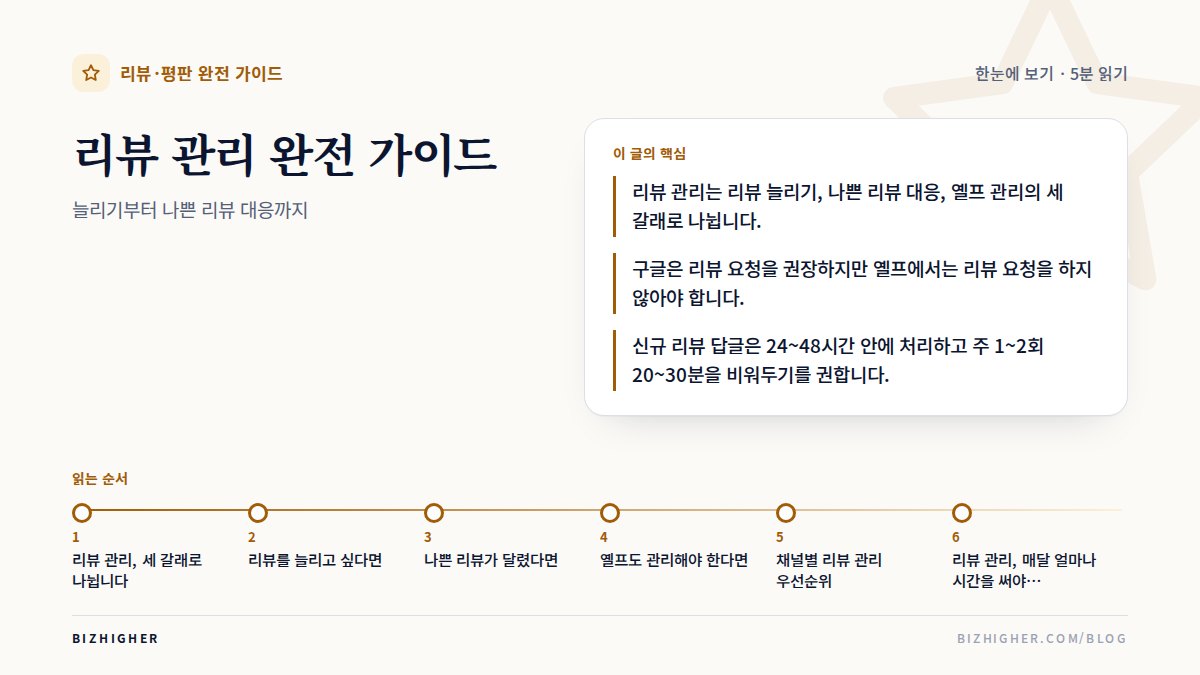 리뷰·평판 완전 가이드
한눈에 보기 · 5분 읽기
리뷰 관리 완전 가이드
늘리기부터 나쁜 리뷰 대응까지
이 글의 핵심
리뷰 관리는 리뷰 늘리기, 나쁜 리뷰 대응, 옐프 관리의 세
갈래로 나뉩니다.
구글은 리뷰 요청을 권장하지만 옐프에서는 리뷰 요청을 하지
않아야 합니다.
신규 리뷰 답글은 24~48시간 안에 처리하고 주 1~2회
20~30분을 비워두기를 권합니다.
읽는 순서
1
리뷰 관리, 세 갈래로
나뉩니다
2
리뷰를 늘리고 싶다면
3
나쁜 리뷰가 달렸다면
4
옐프도 관리해야 한다면
5
채널별 리뷰 관리
우선순위
6
리뷰 관리, 매달 얼마나
시간을 써야…
BIZHIGHER
BIZHIGHER.COM/BLOG